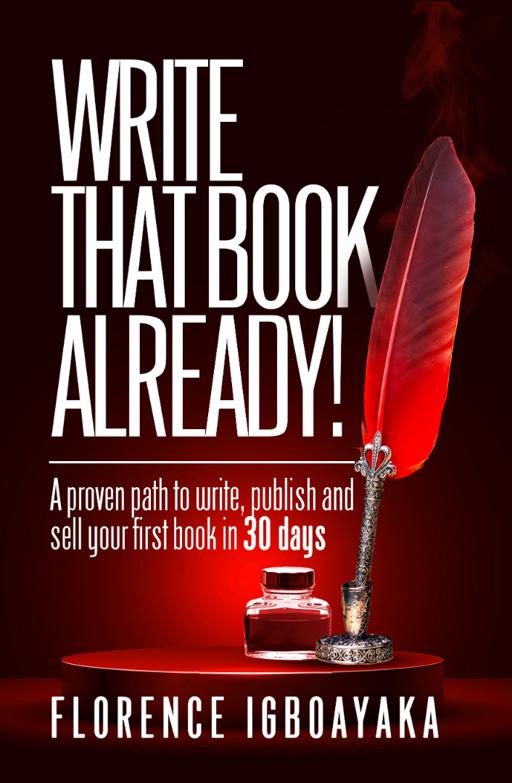 WRITE
THAT BOOK
ALREADY!
A proven path to write, publish and
sell your first book in 30 days
FLORENCE IGBOAYAKA